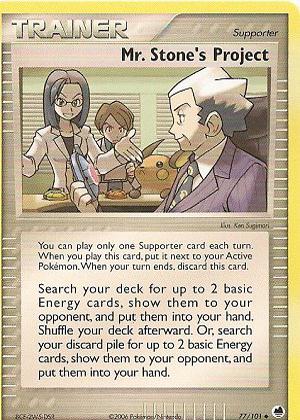 TRAINER
Supporter
Mr. Stone's Project
Illus. Ken Sugimori
You can play only one Supporter card each turn.
When you play this card, put it next to your Active
Pokémon. When your turn ends, discard this card.
Search your deck for up to 2 basic
Energy cards, show them to your
opponent, and put them into your hand.
Shuffle your deck afterward. Or, search
your discard pile for up to 2 basic Energy
cards, show them to your opponent, and
put them into your hand.
©2006 Pokémon/Nintendo
77/101